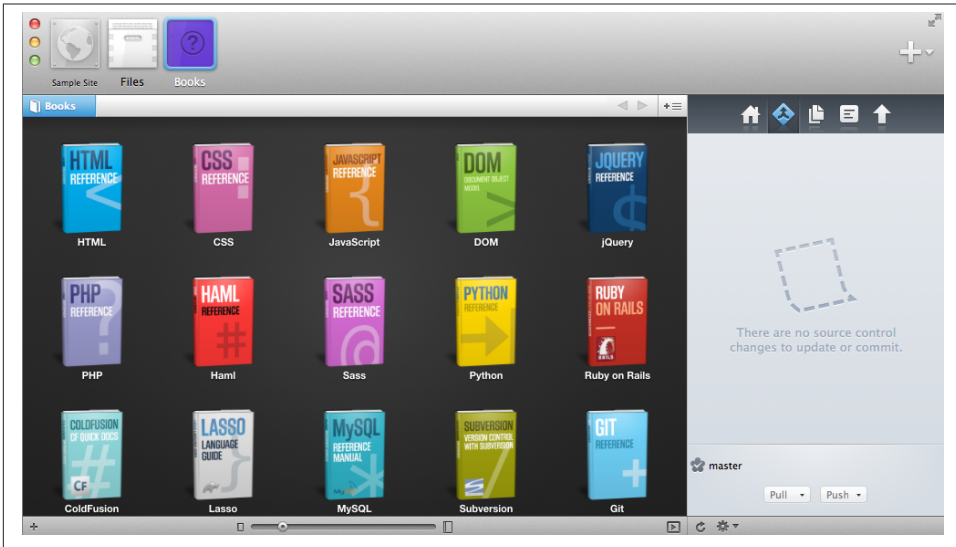 Sample Site
Files
Books
Books
HTML
REFERENCE
HTML
CSS
REFERENCE
CSS
JAVASCRIPT
REFERENCE
JavaScript
DOM
DOCUMENT OBJECT
MODEL
DOM
JQUERY
REFERENCE
jQuery
PHP
REFERENCE
PHP
HAML
REFERENCE
Haml
SASS
REFERENCE
Sass
PYTHON
REFERENCE
Python
RUBY
ON RAILS
RAILS
Ruby on Rails
COLDFUSION
CF QUICK DOCS
CF
ColdFusion
LASSO
LANGUAGE
GUIDE
Lasso
MySQL
REFERENCE
MANUAL
MySQL
SUBVERSION
VERSION CONTROL
WITH SUBVERSION
Subversion
GIT
REFERENCE
Git
There are no source control
changes to update or commit.
master
Pull
Push